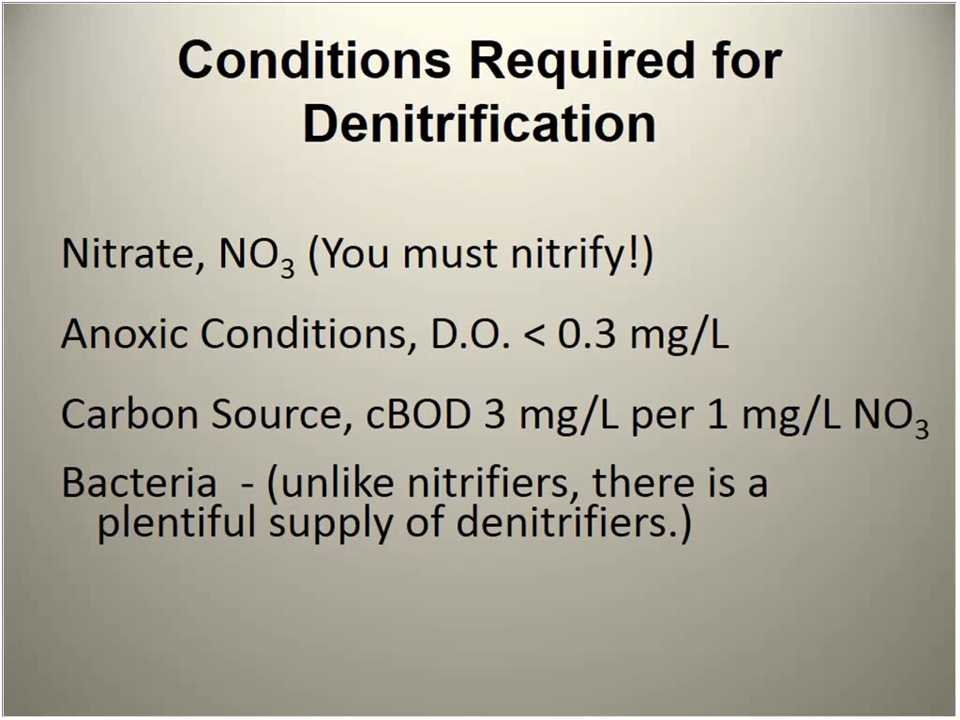 Conditions Required for
Denitrification
Nitrate, NO₃ (You must nitrify!)
Anoxic Conditions, D.O. < 0.3 mg/L
Carbon Source, cBOD 3 mg/L per 1 mg/L NO₃
Bacteria - (unlike nitrifiers, there is a
plentiful supply of denitrifiers.)